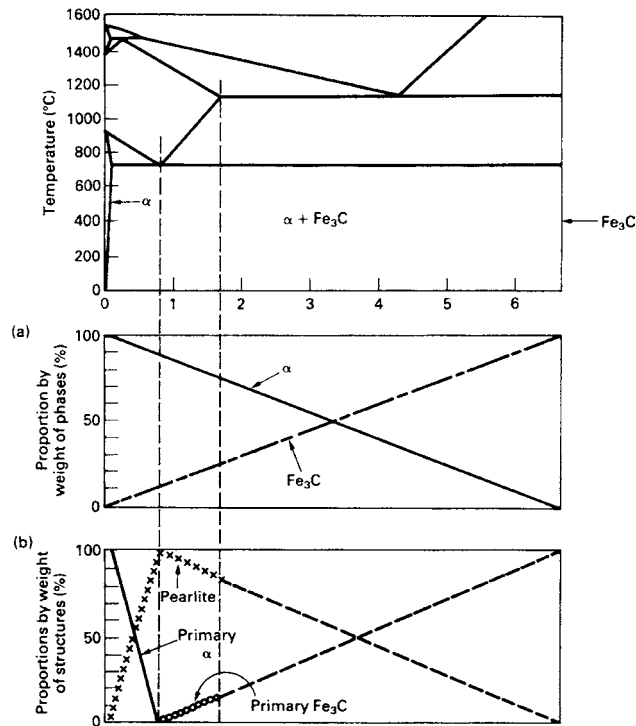 1600
1400
1200
1000
800
600
400
200
0
Temperature (°C)
α
α + Fe₃C
Fe₃C
0 1 2 3 4 5 6
(a)
100
50
0
Proportion by
weight of phases (%)
α
Fe₃C
(b)
100
50
0
Proportions by weight
of structures (%)
Pearlite
Primary
α
Primary Fe₃C